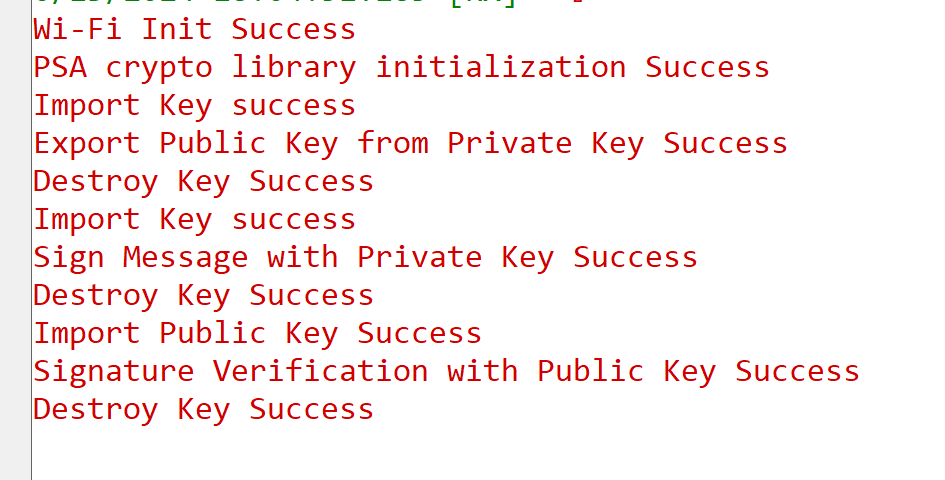 Wi-Fi Init Success
PSA crypto library initialization Success
Import Key success
Export Public Key from Private Key Success
Destroy Key Success
Import Key success
Sign Message with Private Key Success
Destroy Key Success
Import Public Key Success
Signature Verification with Public Key Success
Destroy Key Success